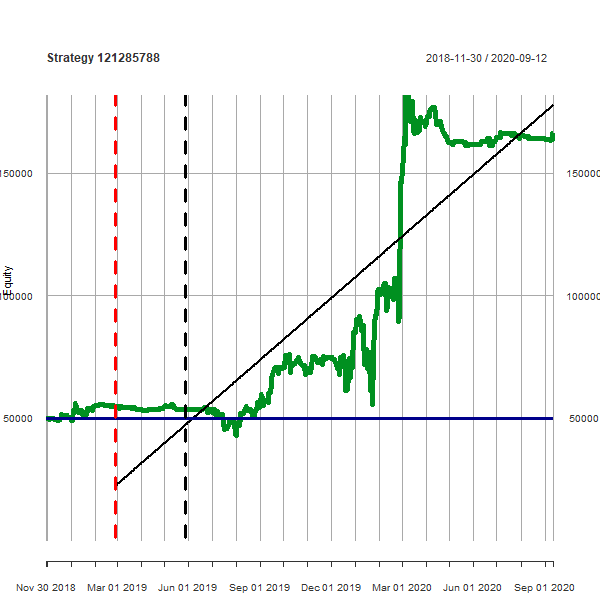 Strategy 121285788
2018-11-30 / 2020-09-12
150000
150000
Equity
100000
100000
50000
50000
Nov 30 2018
Mar 01 2019
Jun 01 2019
Sep 01 2019
Dec 01 2019
Mar 01 2020
Jun 01 2020
Sep 01 2020